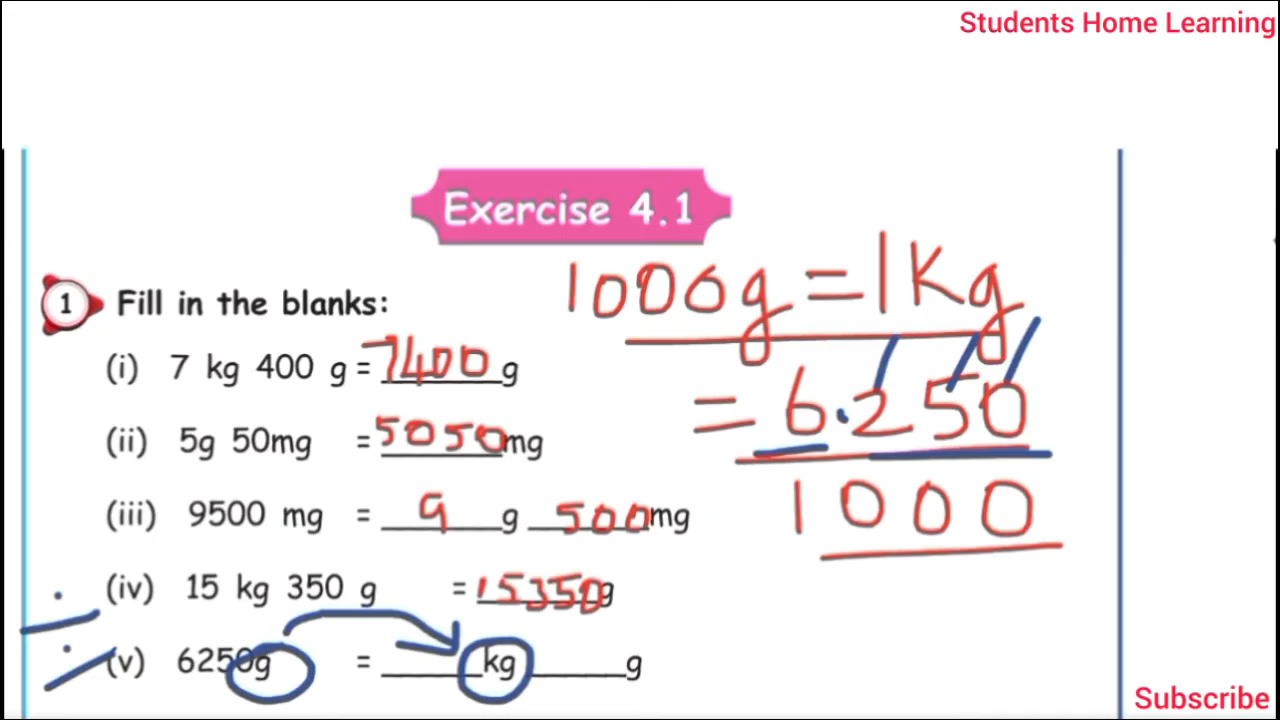 Students Home Learning
Exercise 4.1
1000g = 1Kg
1 Fill in the blanks:
(i) 7 kg 400 g = 7400 g
= 6.250
1000
(ii) 5g 50mg = 5050 mg
(iii) 9500 mg = 9 g 500 mg
(iv) 15 kg 350 g = 15350 g
(v) 6250g = ______kg ______g
Subscribe